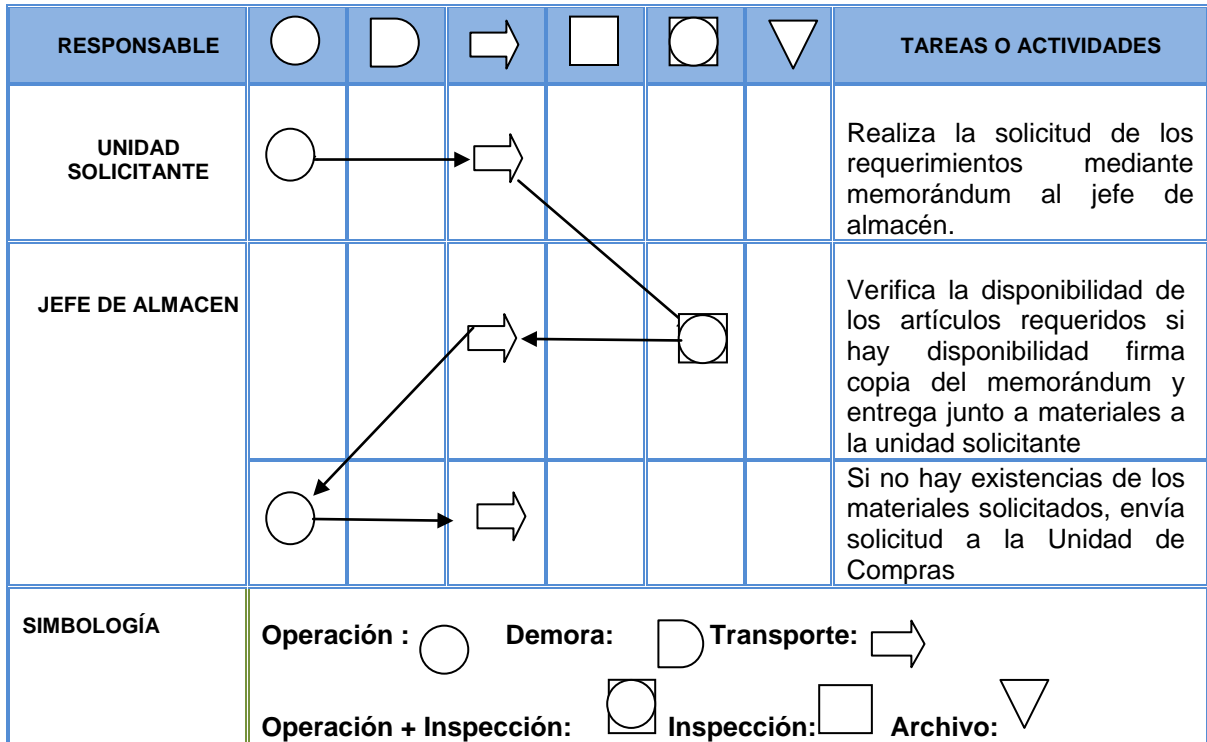 RESPONSABLE
TAREAS O ACTIVIDADES
UNIDAD
SOLICITANTE
Realiza la solicitud de los
requerimientos mediante
memorándum al jefe de
almacén.
JEFE DE ALMACEN
Verifica la disponibilidad de
los artículos requeridos si
hay disponibilidad firma
copia del memorándum y
entrega junto a materiales a
la unidad solicitante
Si no hay existencias de los
materiales solicitados, envía
solicitud a la Unidad de
Compras
SIMBOLOGÍA
Operación : Demora: Transporte:
Operación + Inspección: Inspección: Archivo: